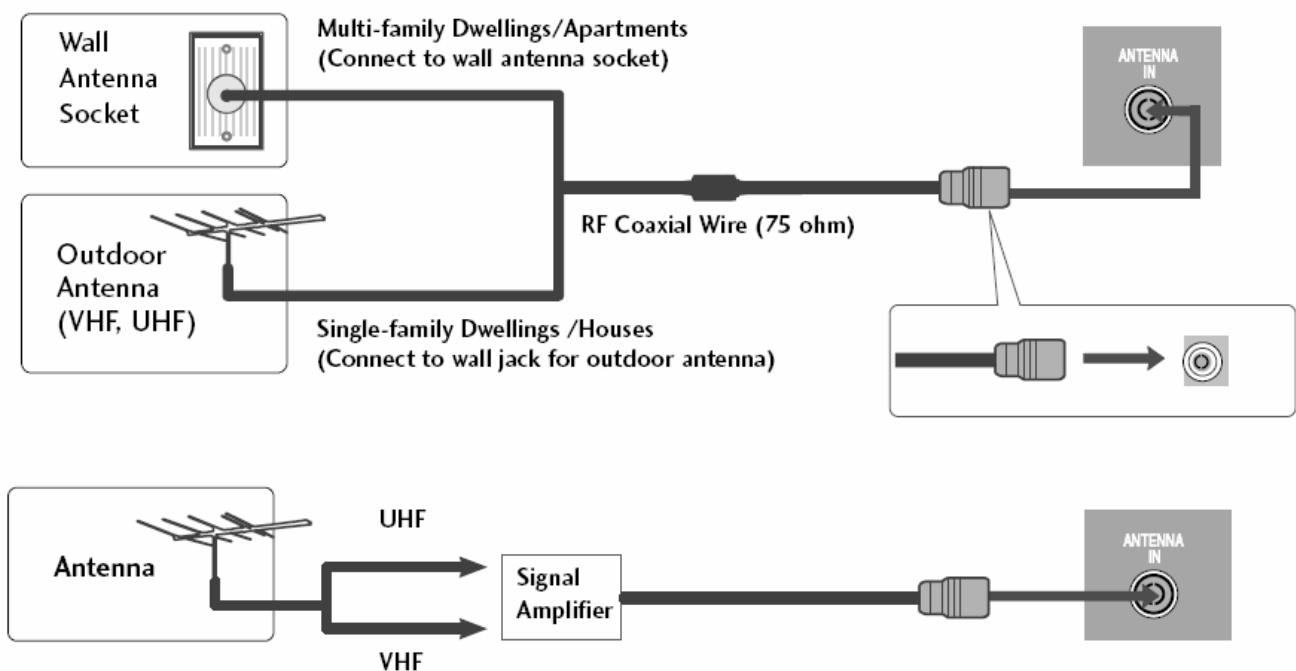 Wall
Antenna
Socket
Multi-family Dwellings/Apartments
(Connect to wall antenna socket)
ANTENNA
IN
RF Coaxial Wire (75 ohm)
Outdoor
Antenna
(VHF, UHF)
Single-family Dwellings /Houses
(Connect to wall jack for outdoor antenna)
Antenna
UHF
VHF
Signal
Amplifier
ANTENNA
IN